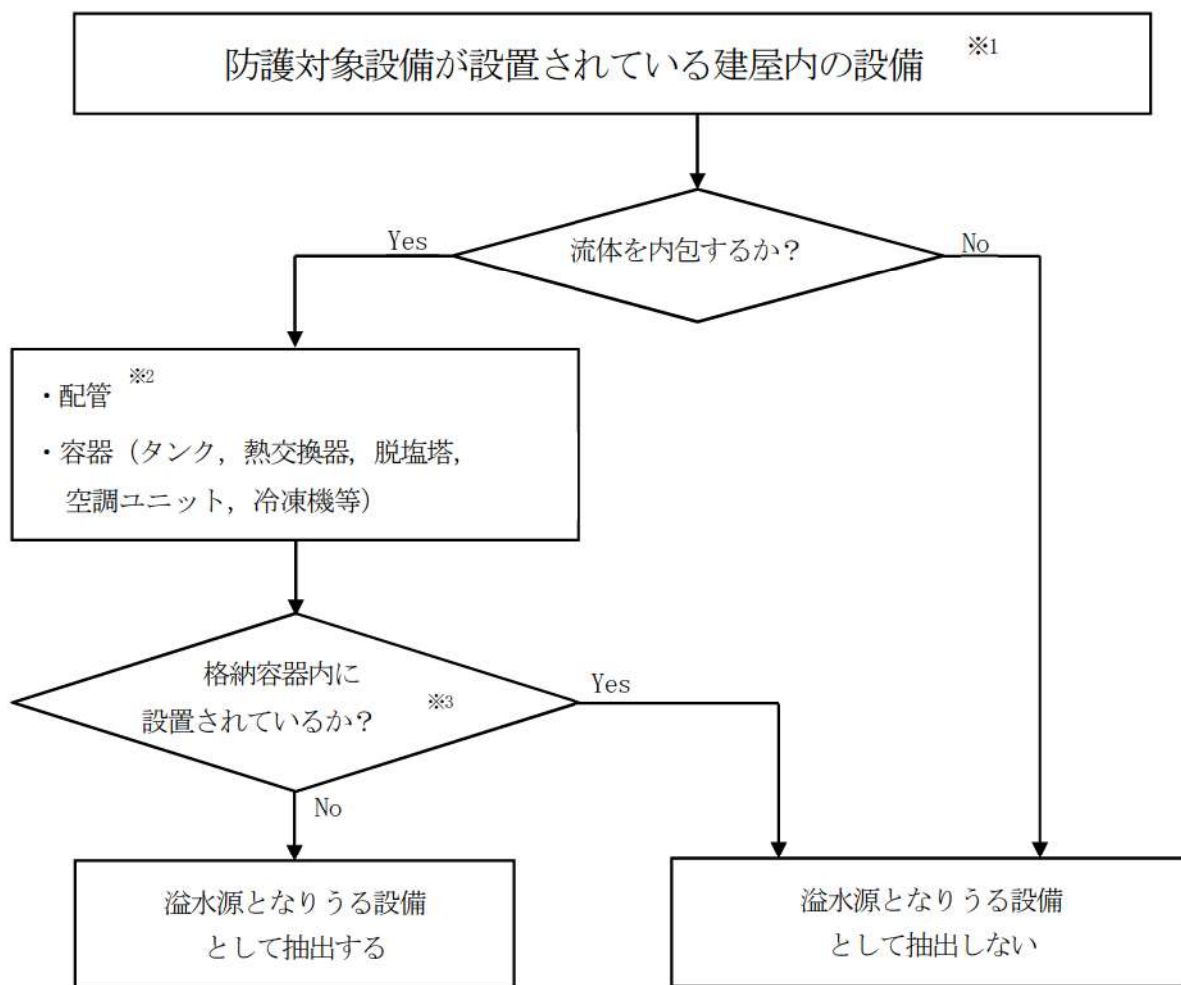 防護対象設備が設置されている建屋内の設備 ※1
流体を内包するか？
Yes
No
・配管 ※2
・容器（タンク，熱交換器，脱塩塔，
空調ユニット，冷凍機等）
格納容器内に
設置されているか？ ※3
Yes
No
溢水源となりうる設備
として抽出する
溢水源となりうる設備
として抽出しない